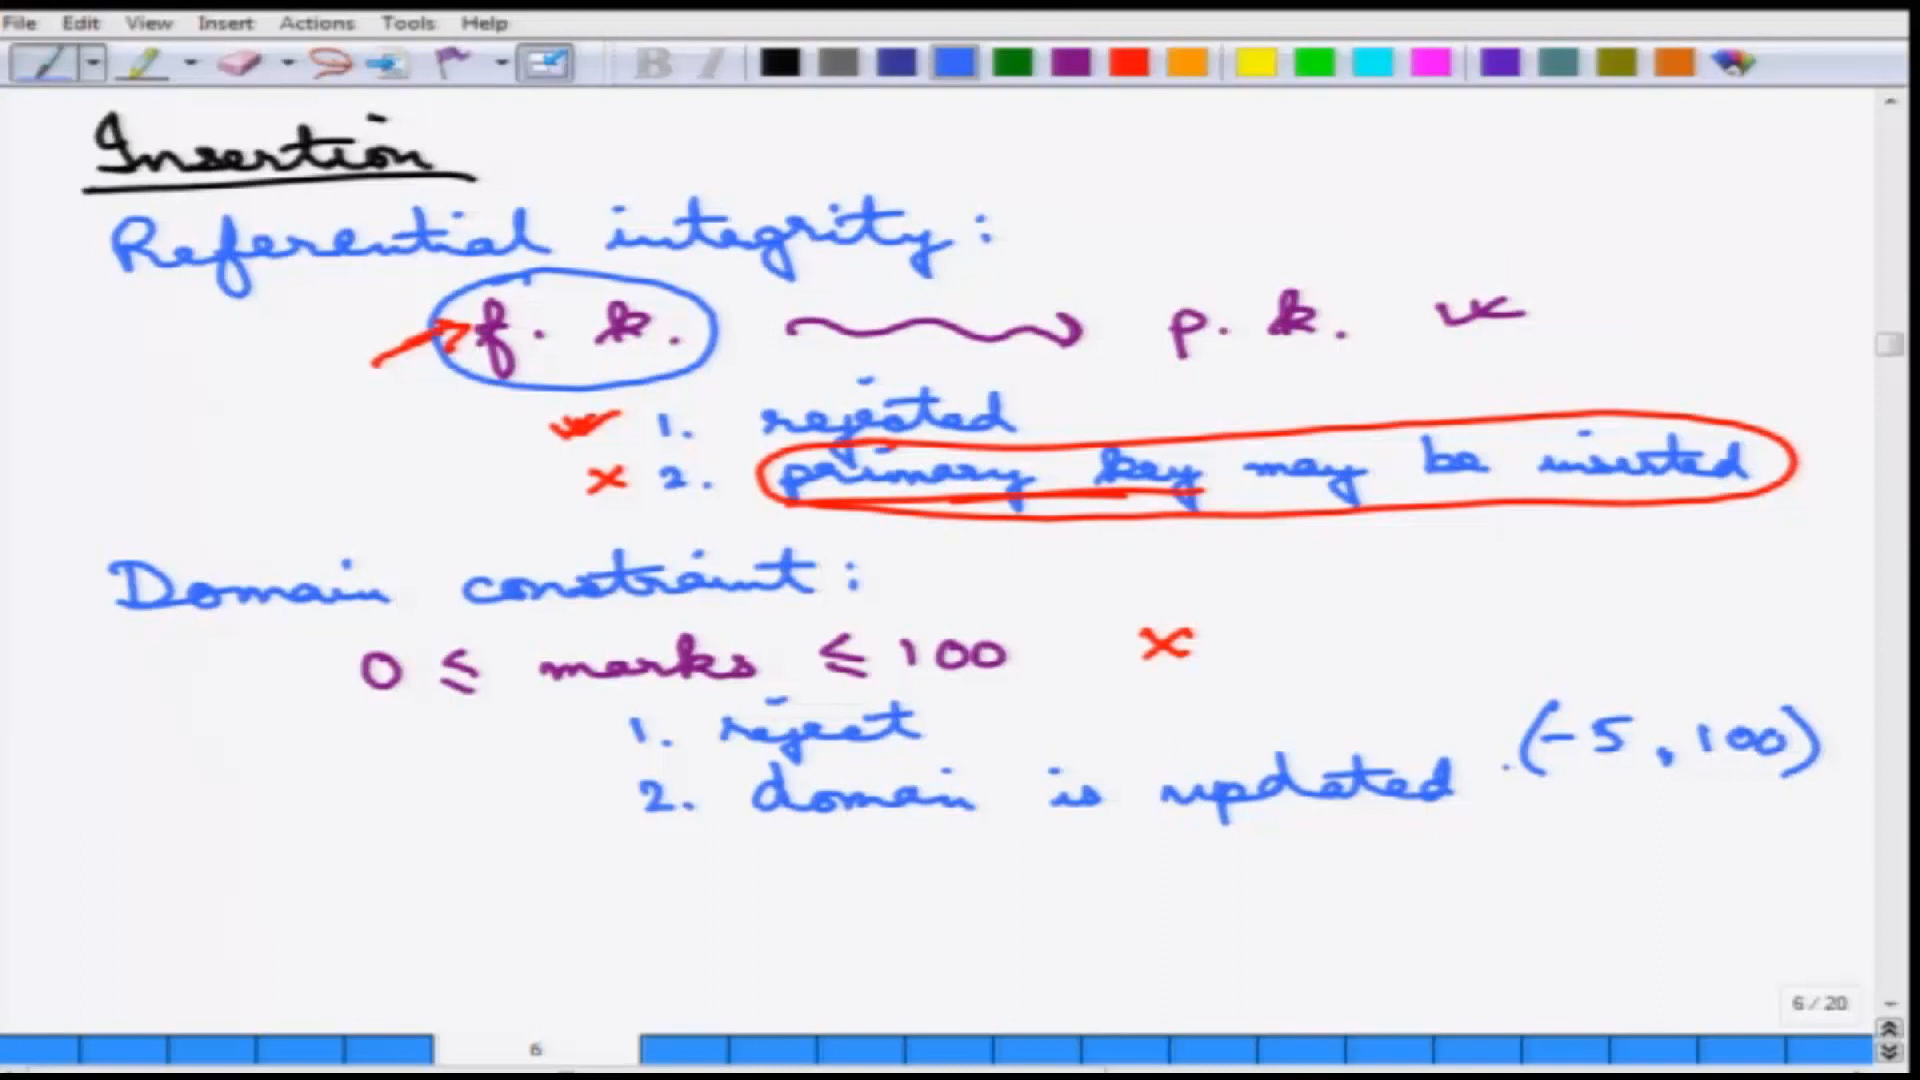 File Edit View Insert Actions Tools Help
B I
Insertion
Referential integrity:
f. k. p. k.
1. rejected
2. primary key may be inserted
Domain constraint:
0 ≤ marks ≤ 100
1. reject
2. domain is updated (-5, 100)
6 / 20
6